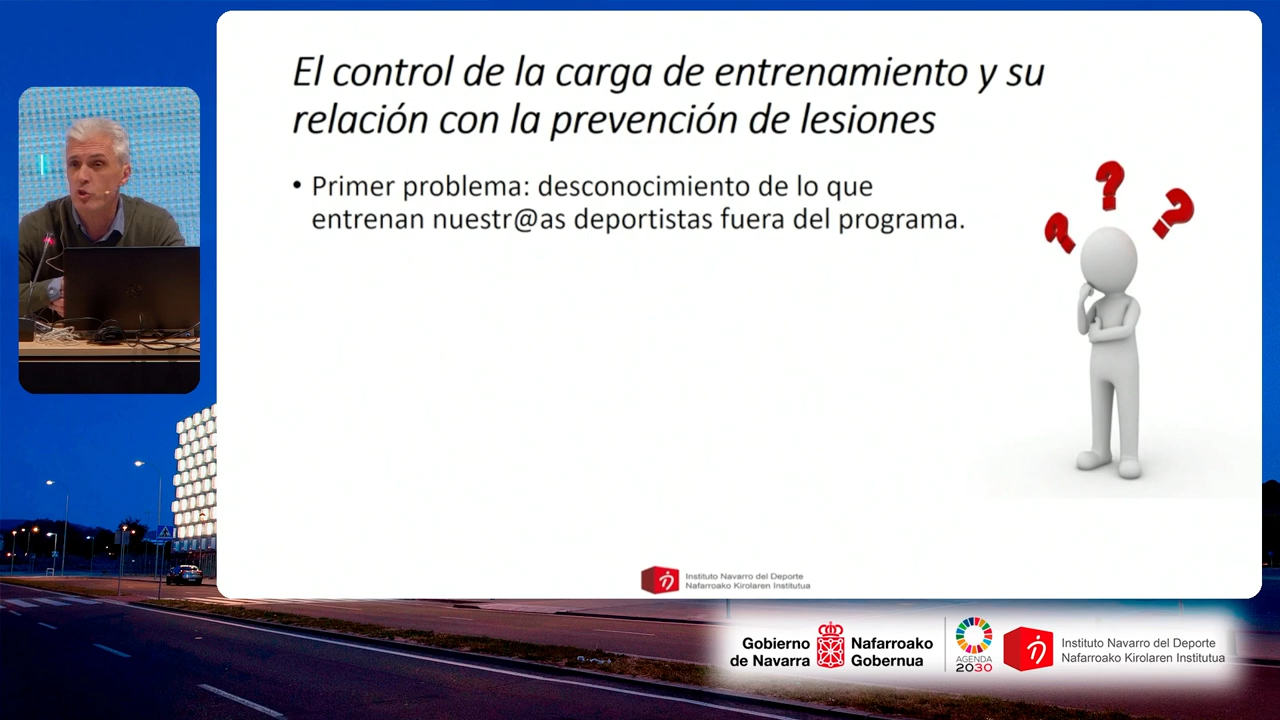 El control de la carga de entrenamiento y su
relación con la prevención de lesiones
• Primer problema: desconocimiento de lo que
entrenan nuestr@as deportistas fuera del programa.
Instituto Navarro del Deporte
Nafarroako Kirolaren Institutua
Gobierno
de Navarra
Nafarroako
Gobernua
AGENDA
2030
Instituto Navarro del Deporte
Nafarroako Kirolaren Institutua